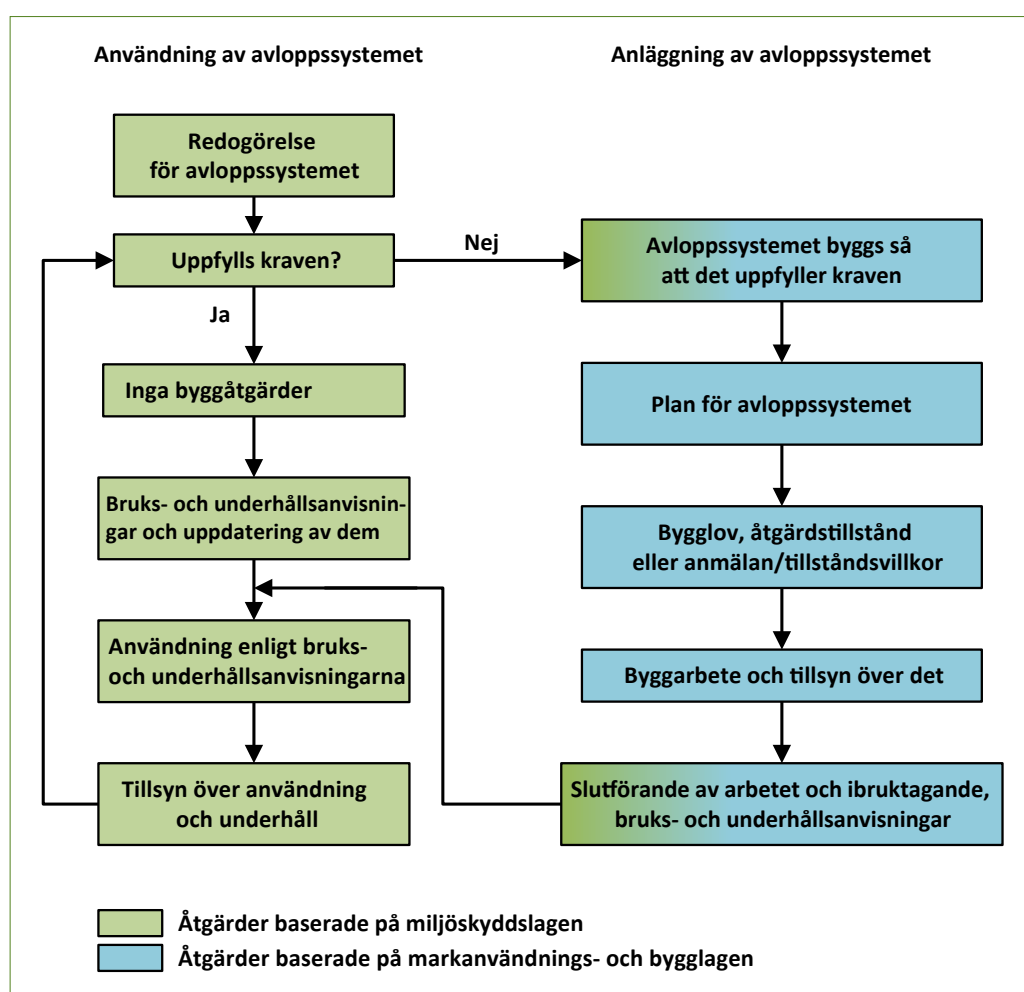 Användning av avloppssystemet
Anläggning av avloppssystemet
Redogörelse
för avloppssystemet
Uppfylls kraven?
Nej
Avloppssystemet byggs så
att det uppfyller kraven
Ja
Inga byggåtgärder
Plan för avloppssystemet
Bruks- och underhållsanvisnin-
gar och uppdatering av dem
Bygglov, åtgärdstillstånd
eller anmälan/tillståndsvillkor
Användning enligt bruks-
och underhållsanvisningarna
Byggarbete och tillsyn över det
Tillsyn över användning
och underhåll
Slutförande av arbetet och ibruktagande,
bruks- och underhållsanvisningar
Åtgärder baserade på miljöskyddslagen
Åtgärder baserade på markanvändnings- och bygglagen